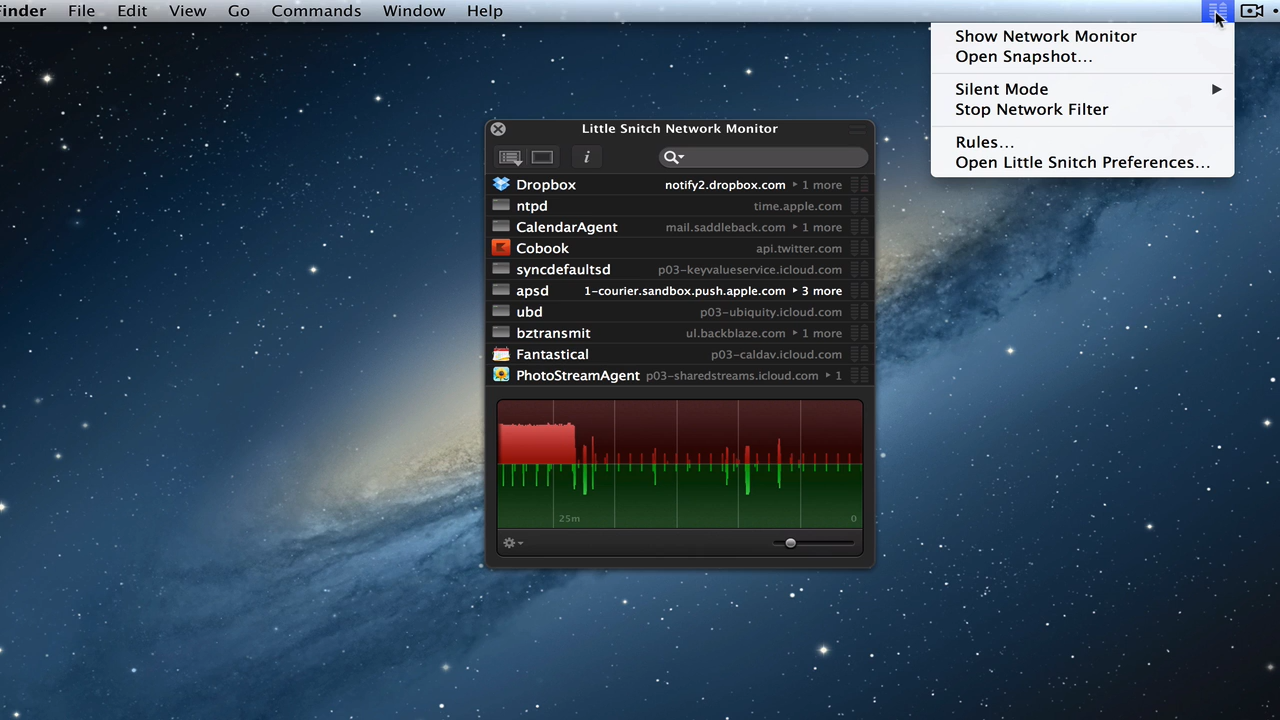 Finder File Edit View Go Commands Window Help
Show Network Monitor
Open Snapshot...
Silent Mode
Stop Network Filter
Rules...
Open Little Snitch Preferences...
Little Snitch Network Monitor
Dropbox notify2.dropbox.com ▸ 1 more
ntpd time.apple.com
CalendarAgent mail.saddleback.com ▸ 1 more
Cobook api.twitter.com
syncdefaultsd p03-keyvalueservice.icloud.com
apsd 1-courier.sandbox.push.apple.com ▸ 3 more
ubd p03-ubiquity.icloud.com
bztransmit ul.backblaze.com ▸ 1 more
Fantastical p03-caldav.icloud.com
PhotoStreamAgent p03-sharedstreams.icloud.com ▸ 1
25m 0